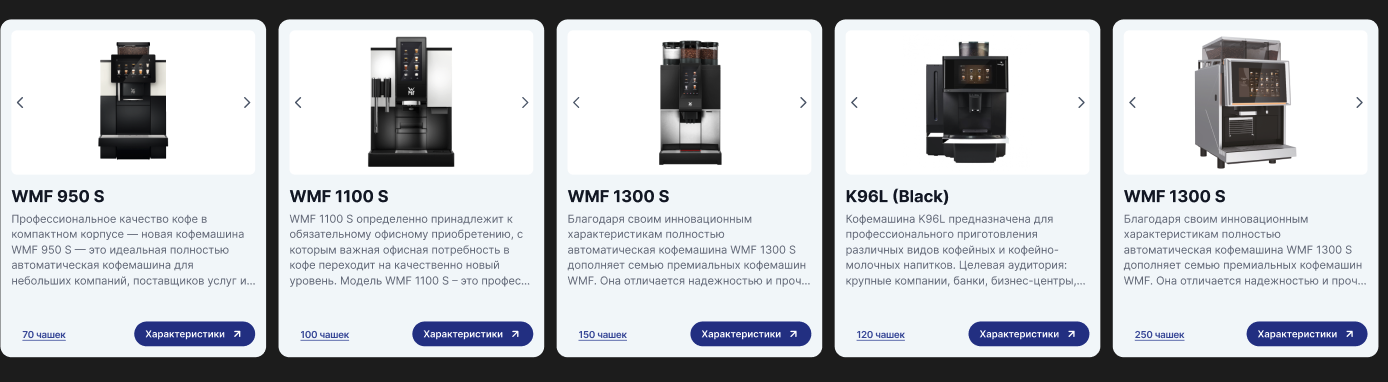 WMF 950 S
Профессиональное качество кофе в
компактном корпусе — новая кофемашина
WMF 950 S — это идеальная полностью
автоматическая кофемашина для
небольших компаний, поставщиков услуг и...
70 чашек
Характеристики
WMF 1100 S
WMF 1100 S определенно принадлежит к
обязательному офисному приобретению, с
которым важная офисная потребность в
кофе переходит на качественно новый
уровень. Модель WMF 1100 S – это профес...
100 чашек
Характеристики
WMF 1300 S
Благодаря своим инновационным
характеристикам полностью
автоматическая кофемашина WMF 1300 S
дополняет семью премиальных кофемашин
WMF. Она отличается надежностью и проч...
150 чашек
Характеристики
K96L (Black)
Кофемашина K96L предназначена для
профессионального приготовления
различных видов кофейных и кофейно-
молочных напитков. Целевая аудитория:
крупные компании, банки, бизнес-центры,...
120 чашек
Характеристики
WMF 1300 S
Благодаря своим инновационным
характеристикам полностью
автоматическая кофемашина WMF 1300 S
дополняет семью премиальных кофемашин
WMF. Она отличается надежностью и проч...
250 чашек
Характеристики